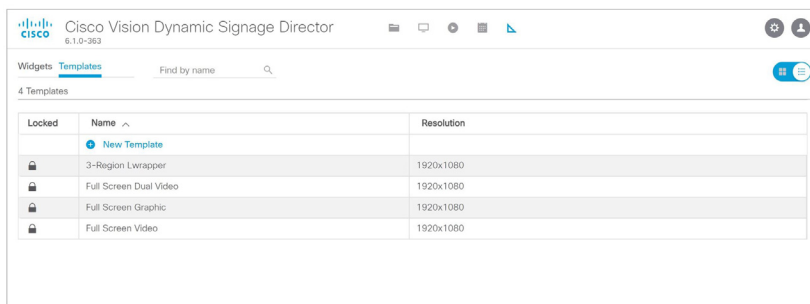 CISCO
Cisco Vision Dynamic Signage Director
6.1.0-363
Widgets Templates Find by name
4 Templates
Locked Name Resolution
New Template
3-Region Lwrapper 1920x1080
Full Screen Dual Video 1920x1080
Full Screen Graphic 1920x1080
Full Screen Video 1920x1080